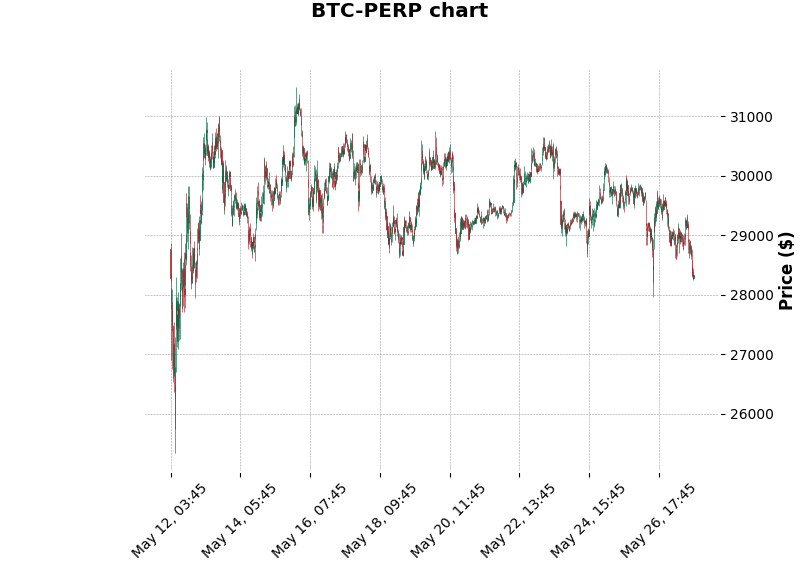 BTC-PERP chart
31000
30000
29000
28000
27000
26000
Price ($)
May 12, 03:45
May 14, 05:45
May 16, 07:45
May 18, 09:45
May 20, 11:45
May 22, 13:45
May 24, 15:45
May 26, 17:45